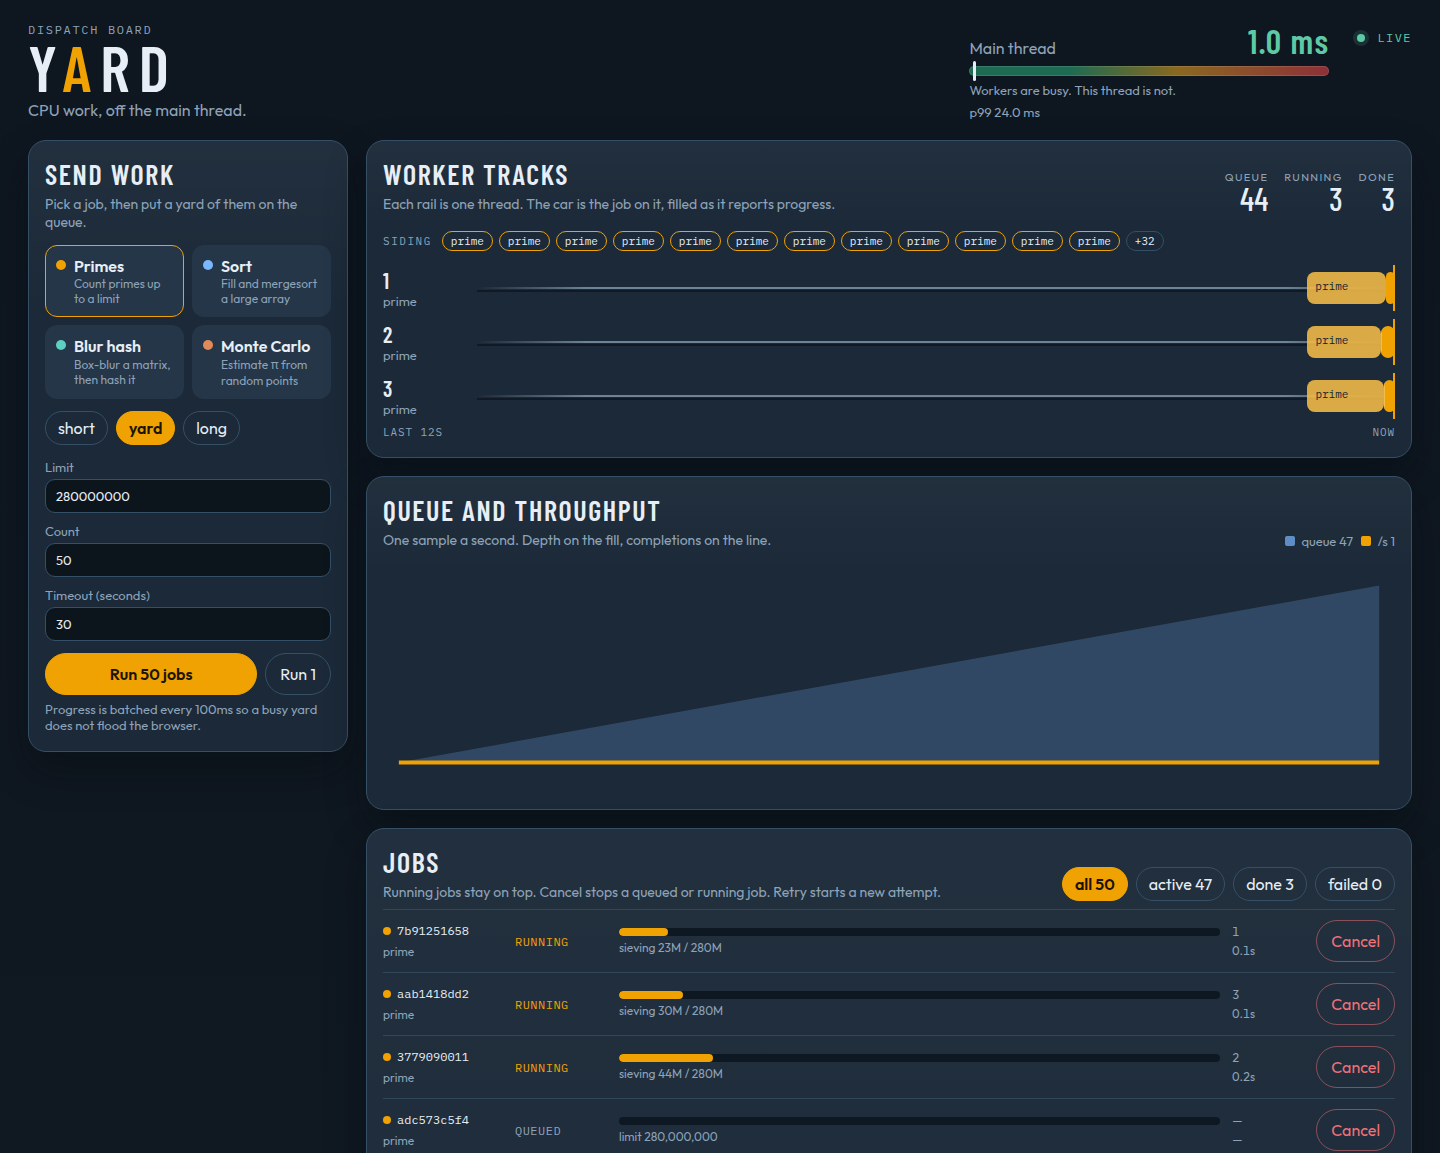 DISPATCH BOARD
YARD
CPU work, off the main thread.
Main thread
1.0 ms
LIVE
Workers are busy. This thread is not.
p99 24.0 ms
SEND WORK
Pick a job, then put a yard of them on the
queue.
Primes
Count primes up
to a limit
Sort
Fill and mergesort
a large array
Blur hash
Box-blur a matrix,
then hash it
Monte Carlo
Estimate π from
random points
short
yard
long
Limit
280000000
Count
50
Timeout (seconds)
30
Run 50 jobs
Run 1
Progress is batched every 100ms so a busy yard
does not flood the browser.
WORKER TRACKS
Each rail is one thread. The car is the job on it, filled as it reports progress.
QUEUE RUNNING DONE
44 3 3
SIDING prime prime prime prime prime prime prime prime prime prime prime prime +32
1
prime
prime
2
prime
prime
3
prime
prime
LAST 12S
NOW
QUEUE AND THROUGHPUT
One sample a second. Depth on the fill, completions on the line.
queue 47 /s 1
JOBS
Running jobs stay on top. Cancel stops a queued or running job. Retry starts a new attempt.
all 50 active 47 done 3 failed 0
7b91251658
prime
RUNNING
sieving 23M / 280M
1
0.1s
Cancel
aab1418dd2
prime
RUNNING
sieving 30M / 280M
3
0.1s
Cancel
3779090011
prime
RUNNING
sieving 44M / 280M
2
0.2s
Cancel
adc573c5f4
prime
QUEUED
limit 280,000,000
—
—
Cancel